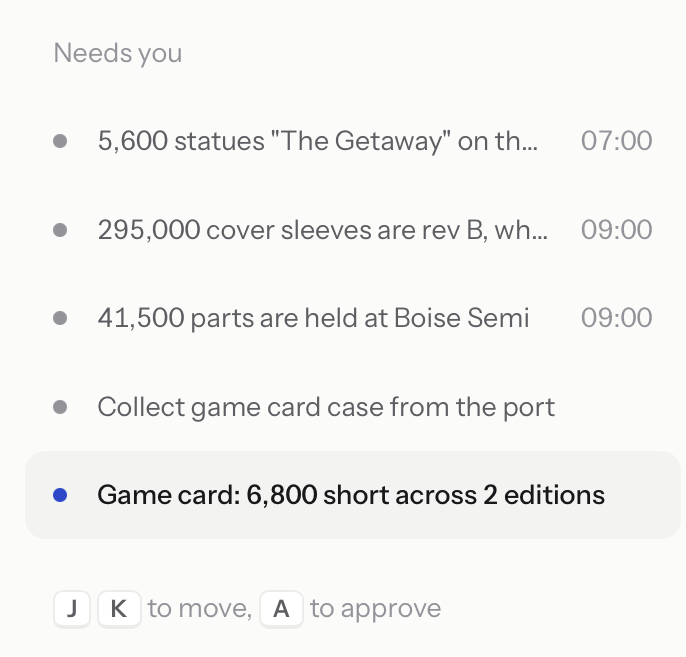 Needs you
5,600 statues "The Getaway" on th... 07:00
295,000 cover sleeves are rev B, wh... 09:00
41,500 parts are held at Boise Semi 09:00
Collect game card case from the port
Game card: 6,800 short across 2 editions
J K to move, A to approve